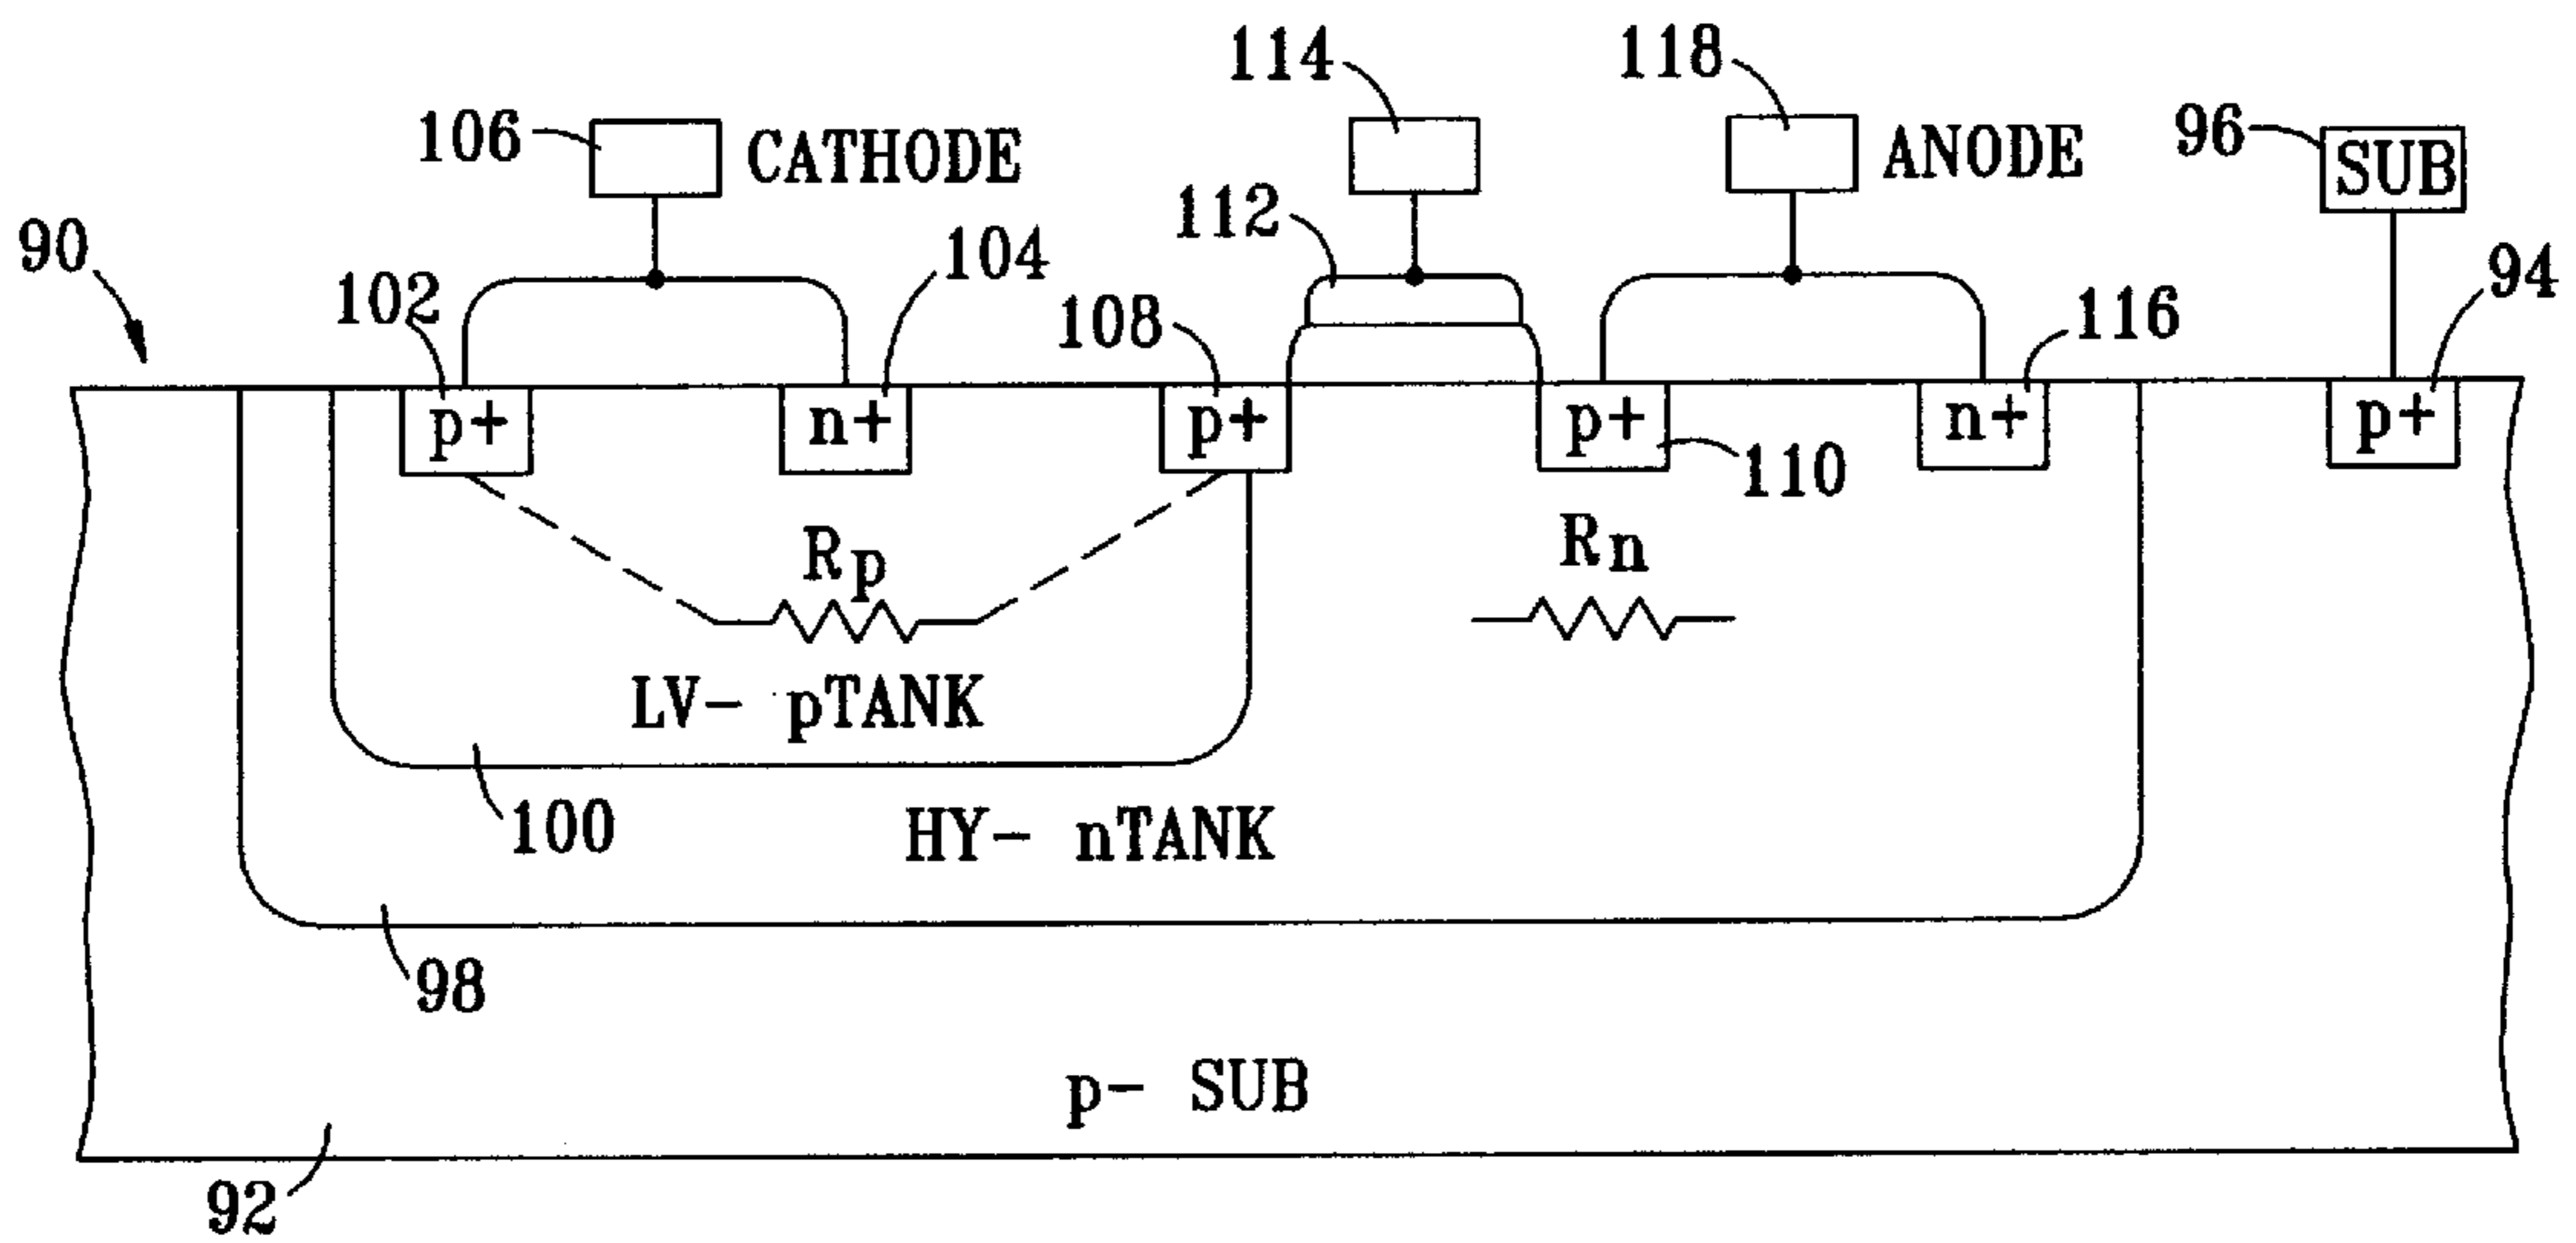 114
118
106
CATHODE
ANODE
96
SUB
112
90
104
94
102
108
116
p+
n+
p+
p+
n+
p+
110
Rp
Rn
LV- pTANK
100
HY- nTANK
98
p- SUB
92